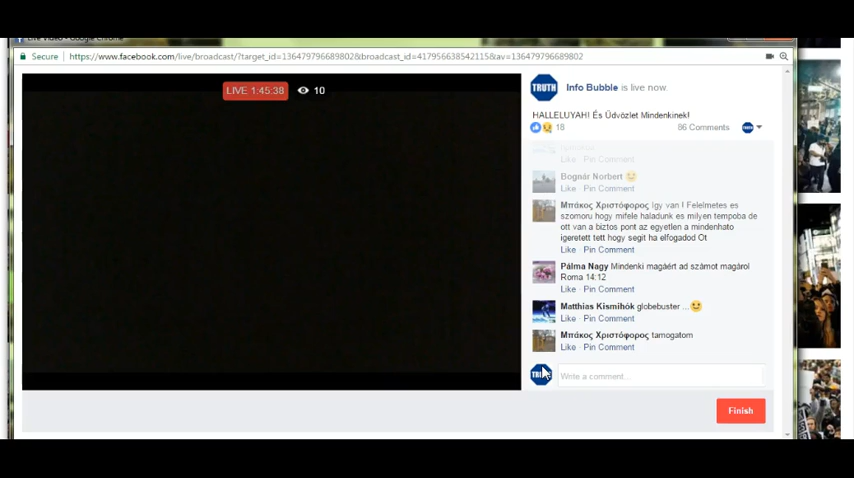 Live Video - Google Chrome
Secure https://www.facebook.com/live/broadcast/?target_id=136479796689802&broadcast_id=417956638542115&av=136479796689802
LIVE 1:45:38 10
TRUTH
Info Bubble is live now.
HALLELUYAH! És Űdvözlet Mindenkinek!
18
96 Comments
TRUTH
Like · Pin Comment
Bognár Norbert
Like · Pin Comment
Μπάκος Χριστόφορος Igy van ! Felelmetes es
szomoru hogy mifele haladunk es milyen tempoba de
ott van a biztos pont az egyetlen a mindenhato
igeretett tett hogy segit ha elfogadod Ot
Like · Pin Comment
Pálma Nagy Mindenki magáért ad számot magáról
Roma 14:12
Like · Pin Comment
Matthias Kismihók globebuster ...
Like · Pin Comment
Μπάκος Χριστόφορος tamogatom
Like · Pin Comment
Write a comment...
Finish